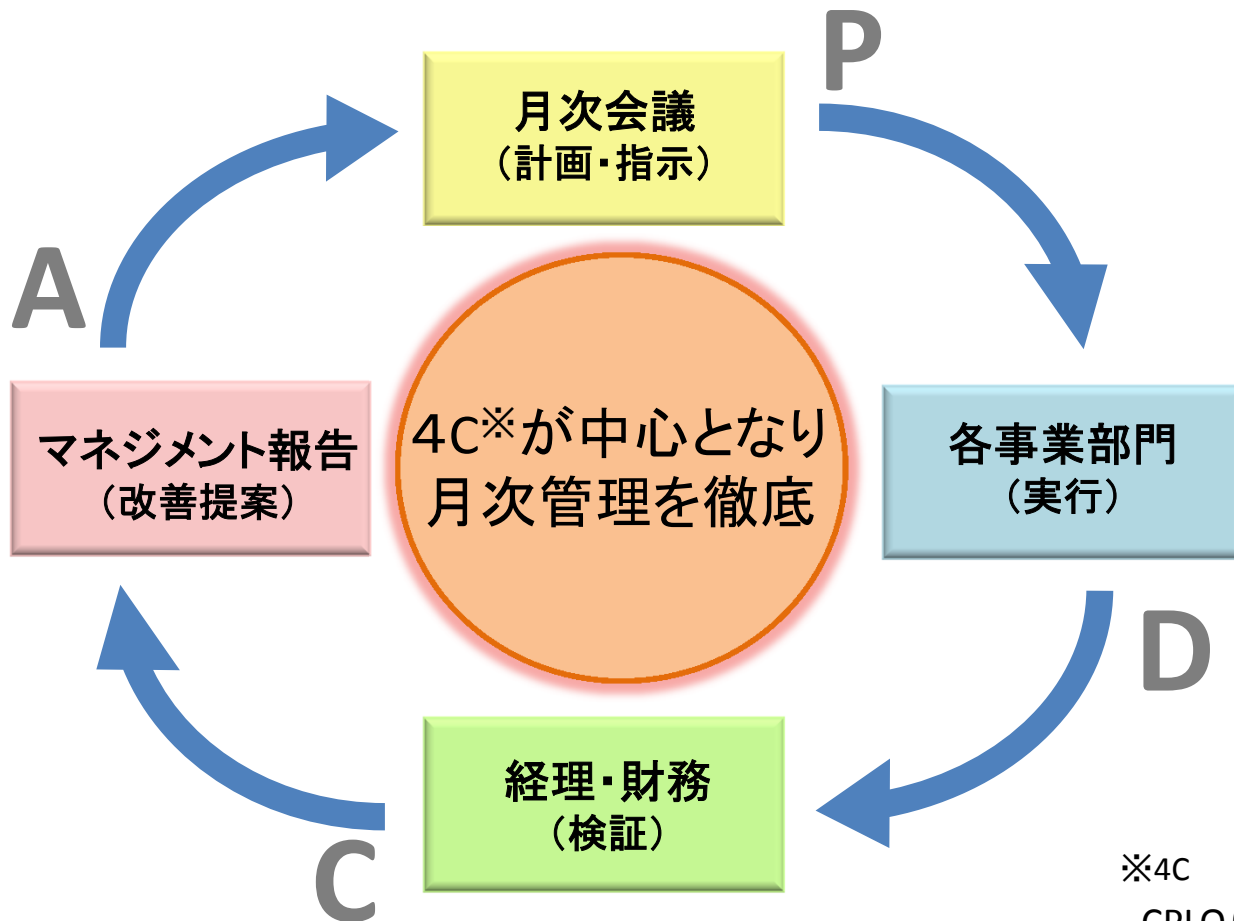 P
月次会議
（計画・指示）
A
4C※が中心となり
月次管理を徹底
マネジメント報告
（改善提案）
各事業部門
（実行）
D
経理・財務
（検証）
C
※4C